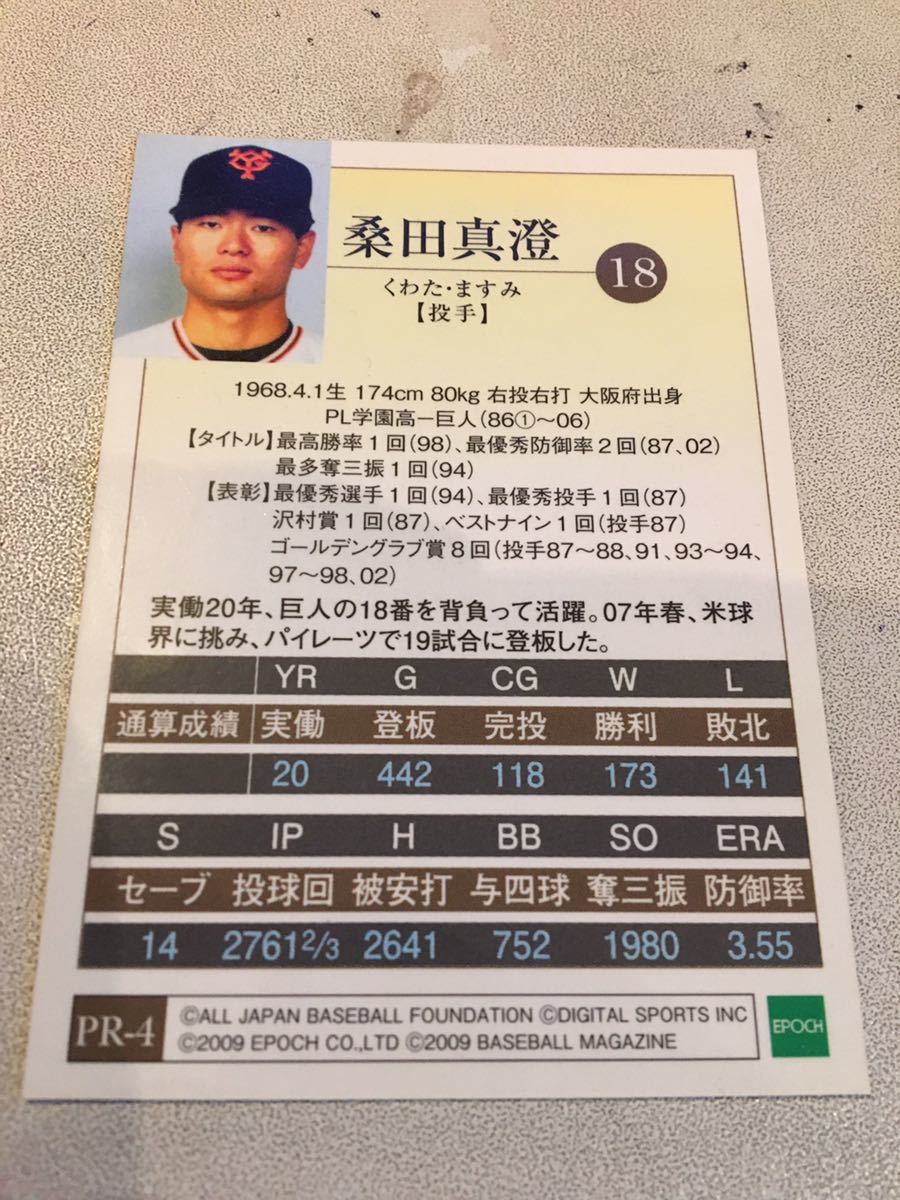 YG
桑田真澄
18
くわた・ますみ
【投手】
1968.4.1生 174cm 80kg 右投右打 大阪府出身
PL学園高ー巨人(86①〜06)
【タイトル】最高勝率1回(98)、最優秀防御率2回(87、02)
最多奪三振1回(94)
【表彰】最優秀選手1回(94)、最優秀投手1回(87)
沢村賞1回(87)、ベストナイン1回(投手87)
ゴールデングラブ賞8回(投手87〜88、91、93〜94、
97〜98、02)
実働20年、巨人の18番を背負って活躍。07年春、米球
界に挑み、パイレーツで19試合に登板した。
YR G CG W L
通算成績 実働 登板 完投 勝利 敗北
20 442 118 173 141
S IP H BB SO ERA
セーブ 投球回 被安打 与四球 奪三振 防御率
14 2761 2/3 2641 752 1980 3.55
PR-4
©ALL JAPAN BASEBALL FOUNDATION ©DIGITAL SPORTS INC
©2009 EPOCH CO.,LTD ©2009 BASEBALL MAGAZINE
EPOCH